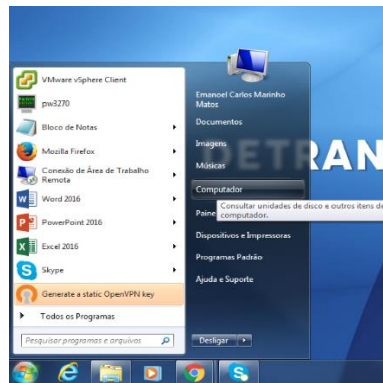 VMware vSphere Client
pw3270
Bloco de Notas
Mozilla Firefox
Conexão de Área de Trabalho
Remota
Word 2016
PowerPoint 2016
Excel 2016
Skype
Generate a static OpenVPN key
Todos os Programas
Pesquisar programas e arquivos
Emanoel Carlos Marinho
Matos
Documentos
Imagens
Músicas
Computador
Consultar unidades de disco e outros itens de
computador.
Paine
Dispositivos e Impressoras
Programas Padrão
Ajuda e Suporte
Desligar
DETRAN